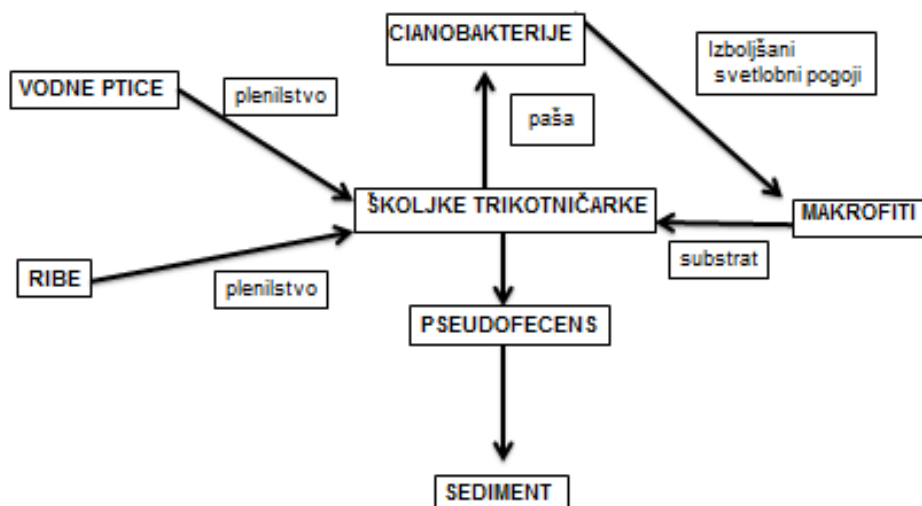 CIANOBAKTERIJE
Izboljšani
svetlobni pogoji
VODNE PTICE
plenilstvo
paša
ŠKOLJKE TRIKOTNIČARKE
MAKROFITI
substrat
RIBE
plenilstvo
PSEUDOFECENS
SEDIMENT